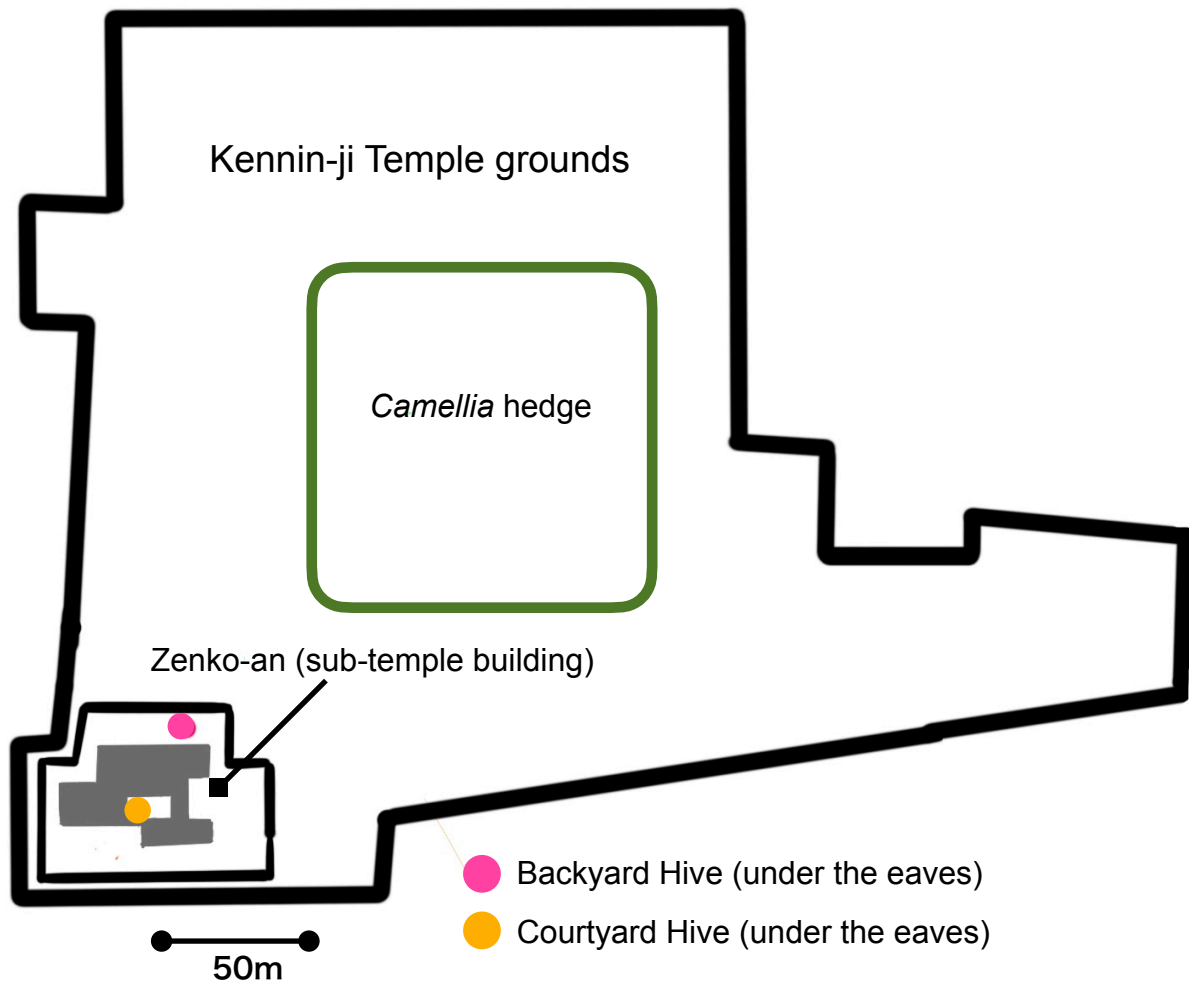 Kennin-ji Temple grounds
Camellia hedge
Zenko-an (sub-temple building)
Backyard Hive (under the eaves)
Courtyard Hive (under the eaves)
50m